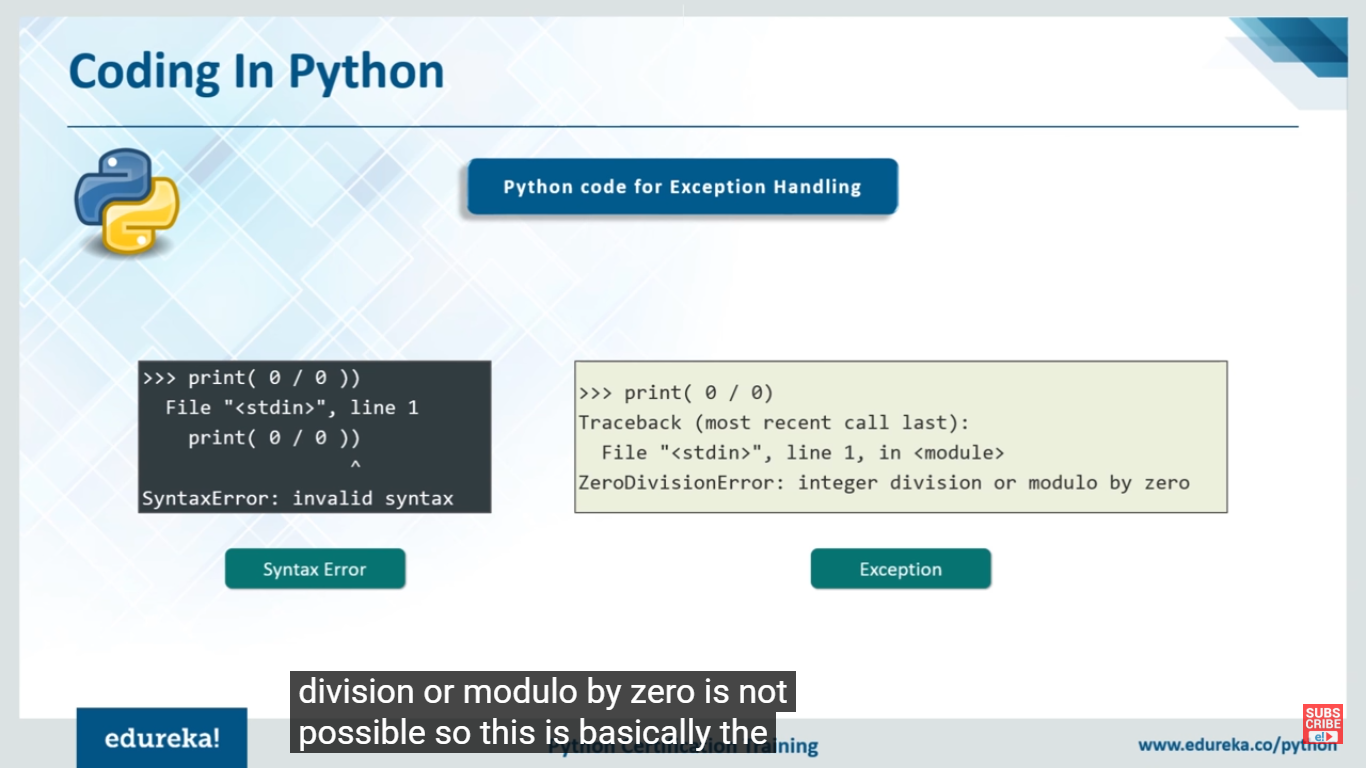 Coding In Python
Python code for Exception Handling
>>> print( 0 / 0 ))
  File "<stdin>", line 1
    print( 0 / 0 ))
                  ^
SyntaxError: invalid syntax
>>> print( 0 / 0)
Traceback (most recent call last):
  File "<stdin>", line 1, in <module>
ZeroDivisionError: integer division or modulo by zero
Syntax Error
Exception
division or modulo by zero is not
possible so this is basically the
edureka!
Python Certification Training
www.edureka.co/python
SUBS
CRIBE
e!